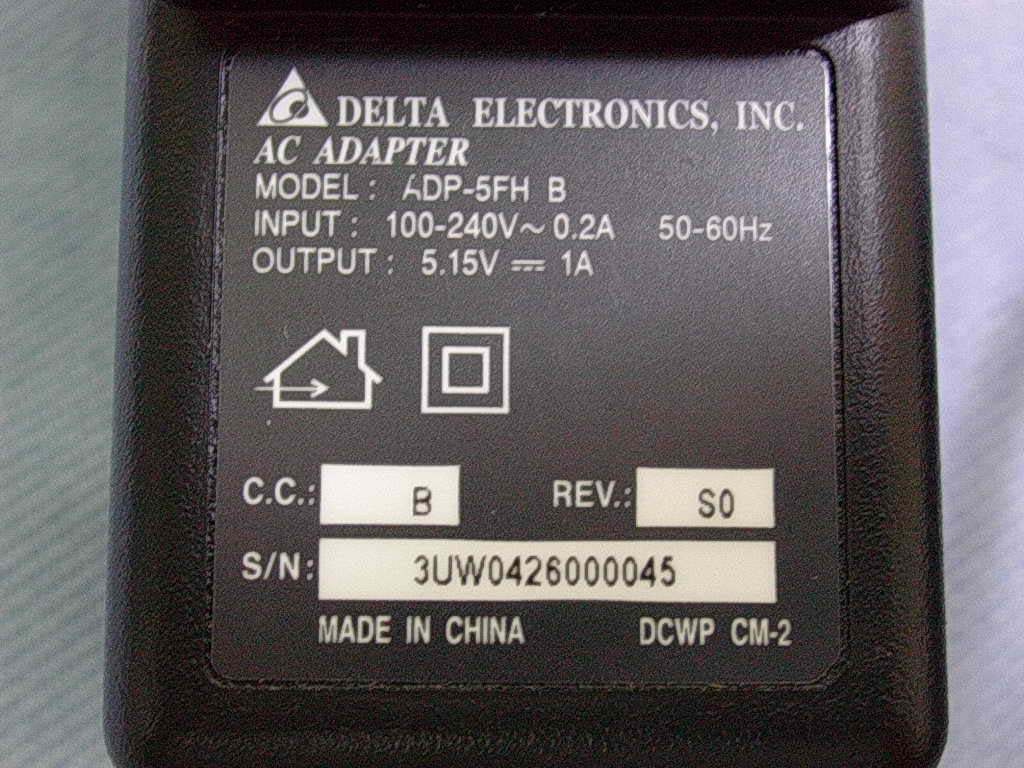 DELTA ELECTRONICS, INC.
AC ADAPTER
MODEL : ADP-5FH B
INPUT : 100-240V~ 0.2A 50-60Hz
OUTPUT : 5.15V ⎓ 1A
C.C.: B REV.: S0
S/N: 3UW0426000045
MADE IN CHINA DCWP CM-2